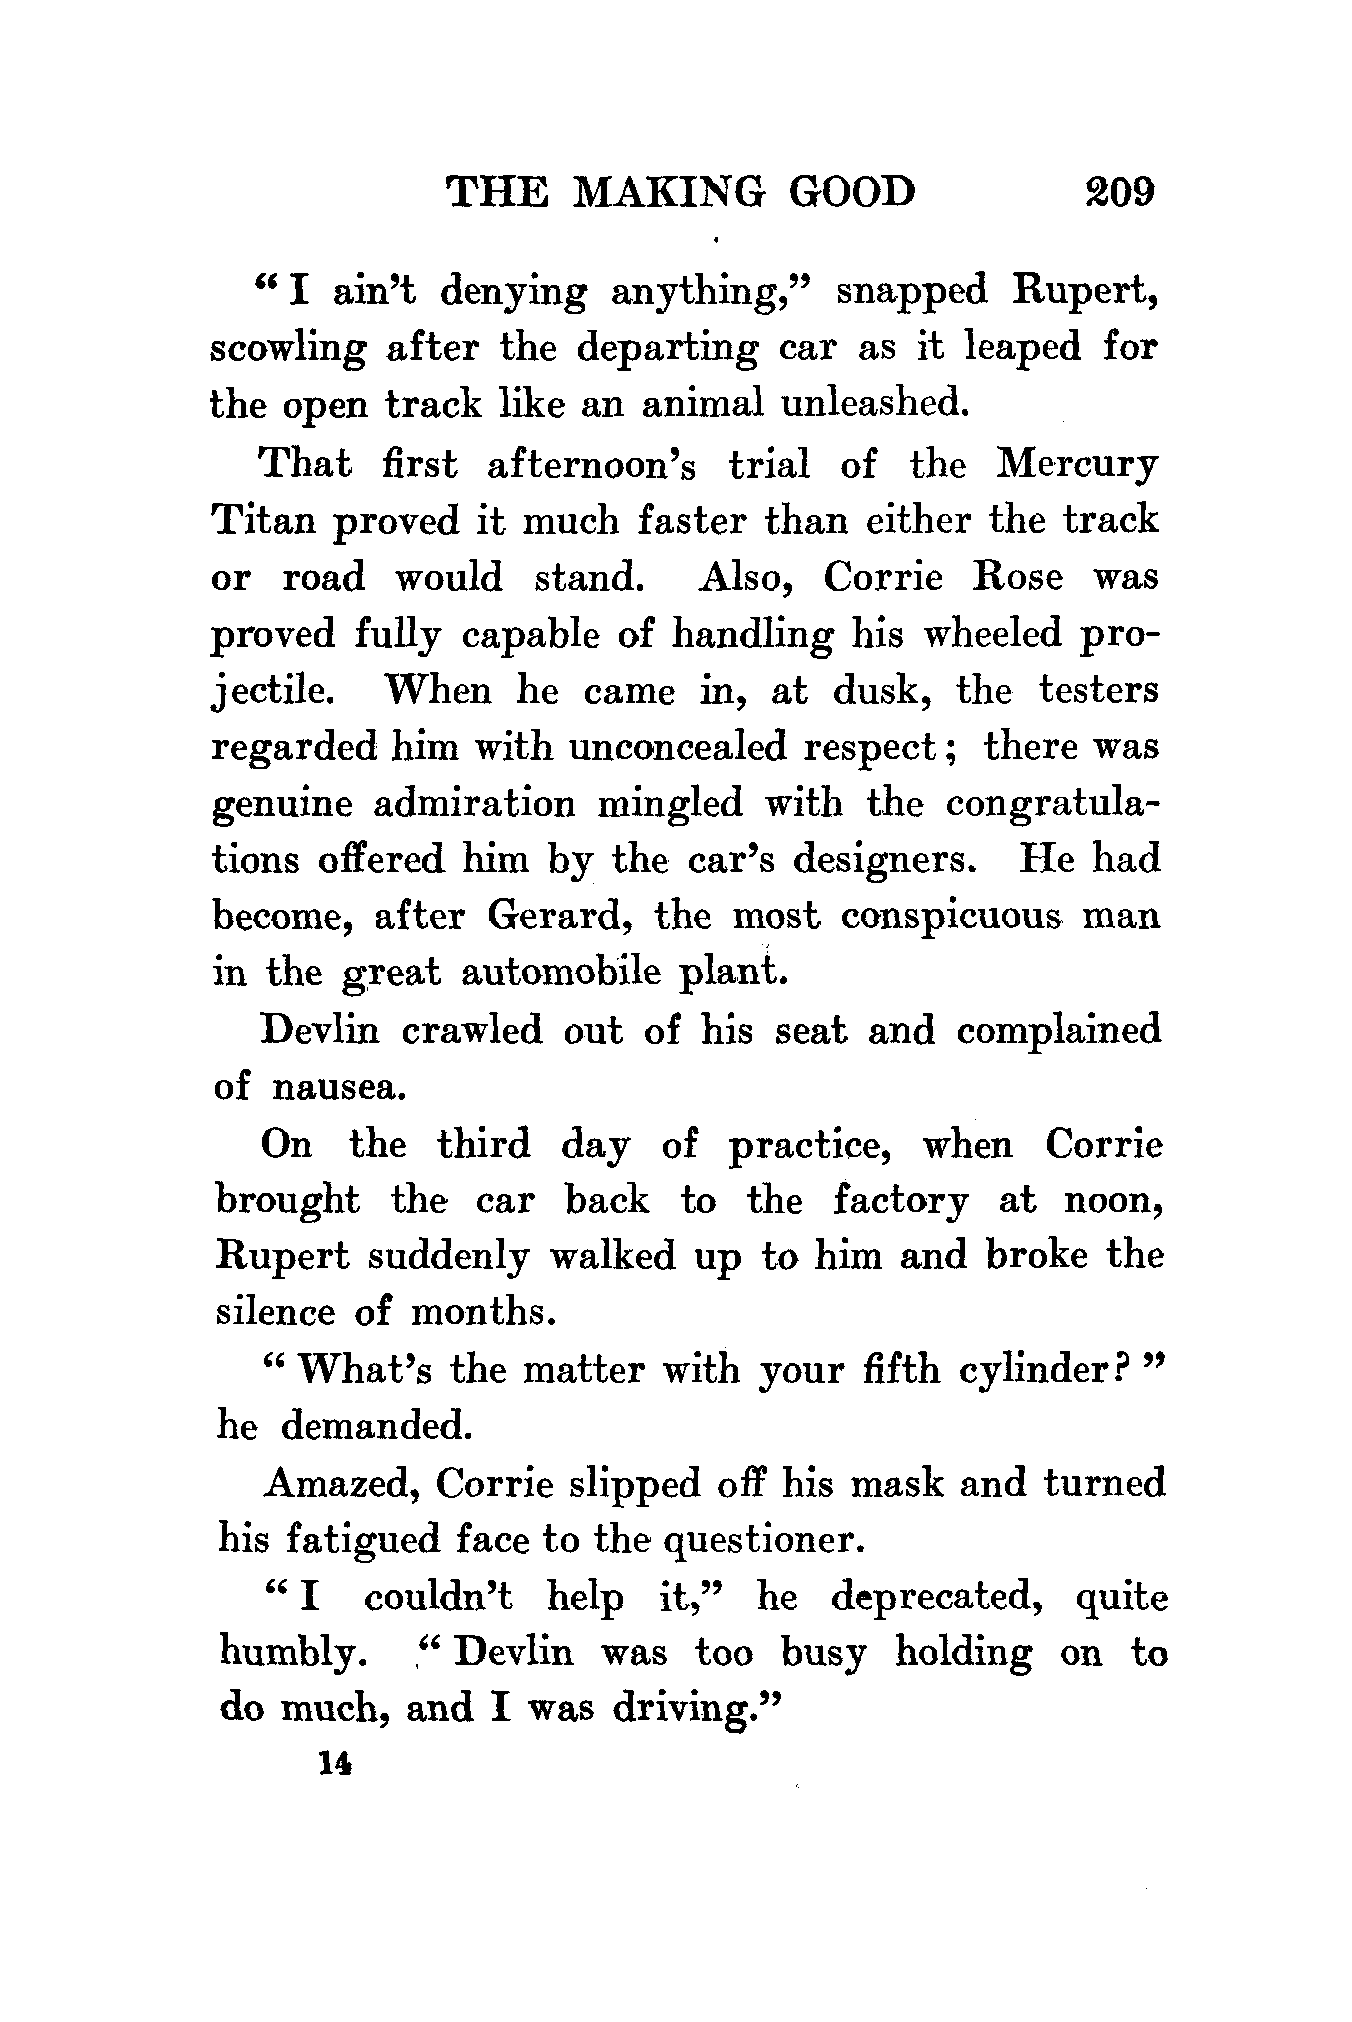 THE MAKING GOOD 209
“ I ain’t denying anything,” snapped Rupert,
scowling after the departing car as it leaped for
the open track like an animal unleashed.
That first afternoon’s trial of the Mercury
Titan proved it much faster than either the track
or road would stand. Also, Corrie Rose was
proved fully capable of handling his wheeled pro-
jectile. When he came in, at dusk, the testers
regarded him with unconcealed respect ; there was
genuine admiration mingled with the congratula-
tions offered him by the car’s designers. He had
become, after Gerard, the most conspicuous man
in the great automobile plant.
Devlin crawled out of his seat and complained
of nausea.
On the third day of practice, when Corrie
brought the car back to the factory at noon,
Rupert suddenly walked up to him and broke the
silence of months.
“ What’s the matter with your fifth cylinder? ”
he demanded.
Amazed, Corrie slipped off his mask and turned
his fatigued face to the questioner.
“ I couldn’t help it,” he deprecated, quite
humbly. “ Devlin was too busy holding on to
do much, and I was driving.”
14